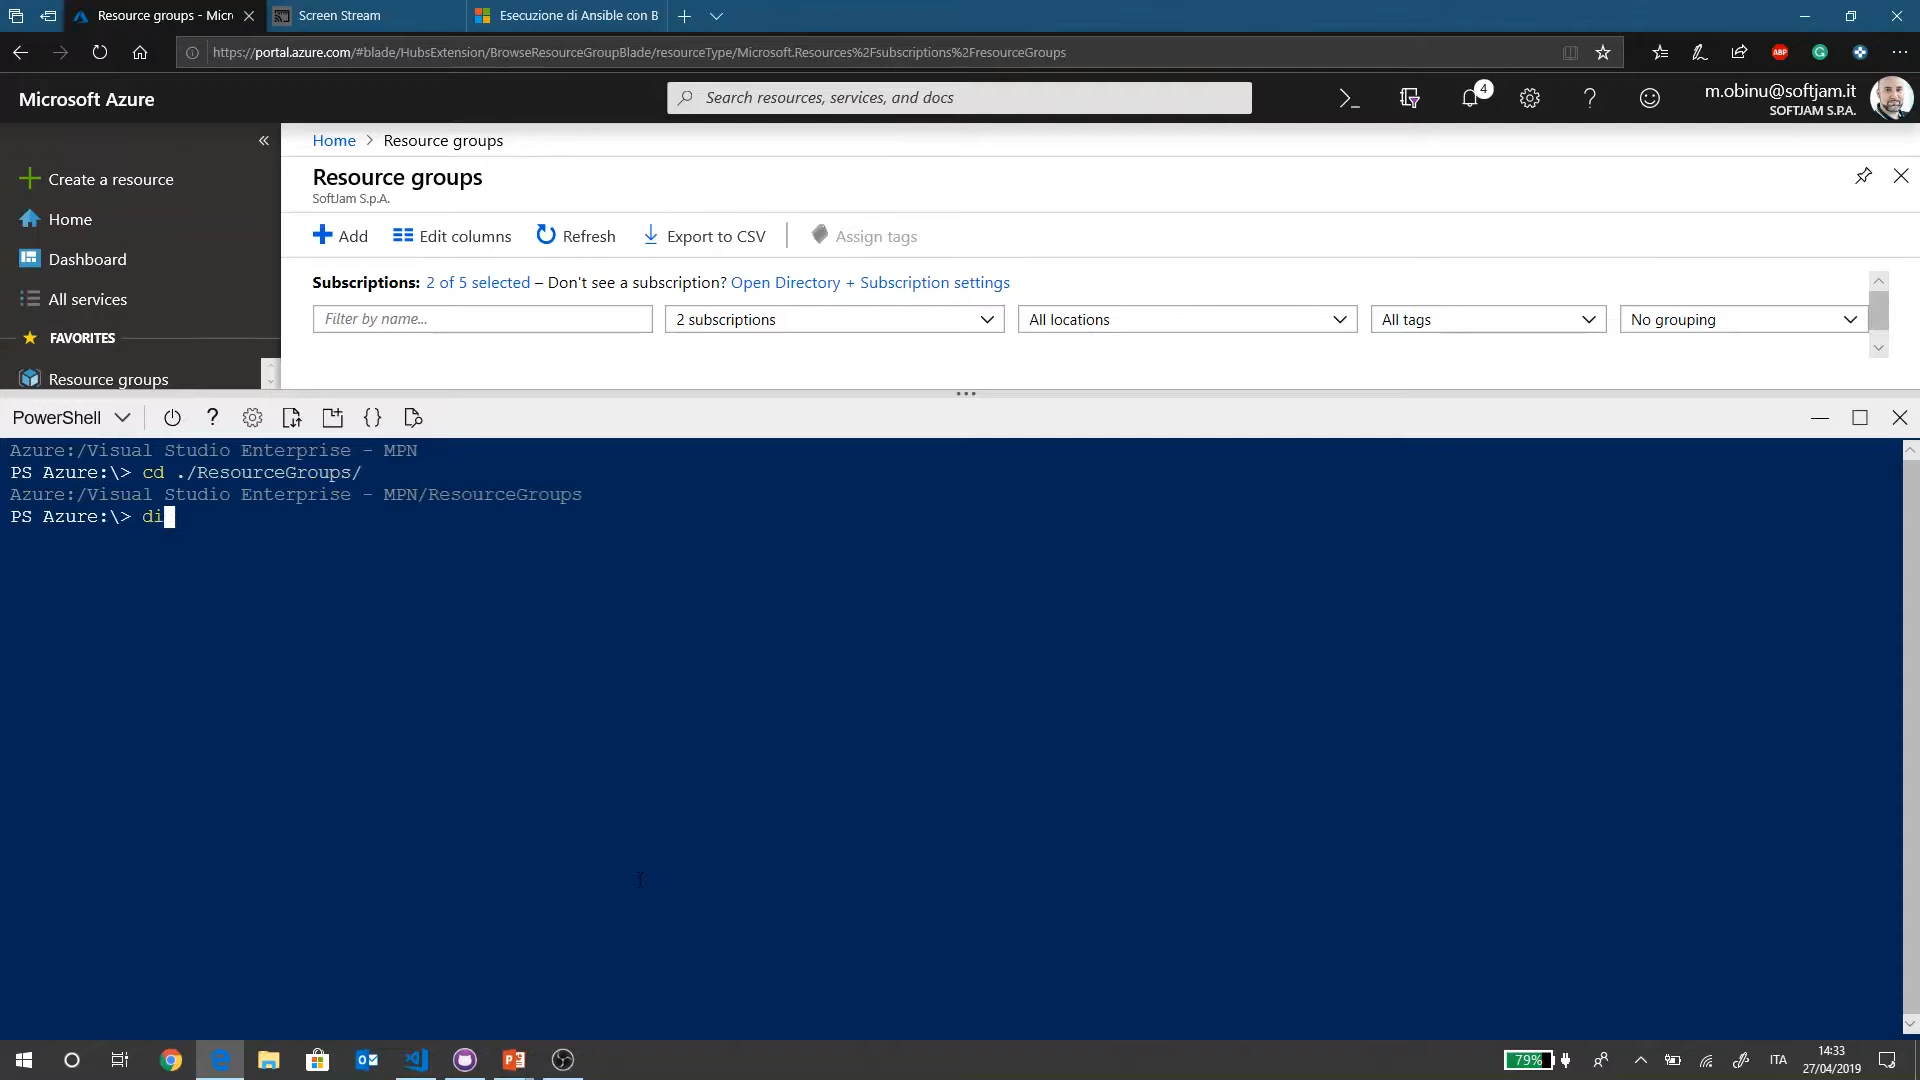 Resource groups - Micr
Screen Stream
Esecuzione di Ansible con B
https://portal.azure.com/#blade/HubsExtension/BrowseResourceGroupBlade/resourceType/Microsoft.Resources%2Fsubscriptions%2FresourceGroups
ABP
G
Microsoft Azure
Search resources, services, and docs
4
m.obinu@softjam.it
SOFTJAM S.P.A.
Home > Resource groups
Create a resource
Home
Dashboard
All services
FAVORITES
Resource groups
Resource groups
SoftJam S.p.A.
Add
Edit columns
Refresh
Export to CSV
Assign tags
Subscriptions: 2 of 5 selected – Don't see a subscription? Open Directory + Subscription settings
Filter by name...
2 subscriptions
All locations
All tags
No grouping
PowerShell
Azure:/Visual Studio Enterprise - MPN
PS Azure:\> cd ./ResourceGroups/
Azure:/Visual Studio Enterprise - MPN/ResourceGroups
PS Azure:\> di
79%
ITA
14:33
27/04/2019